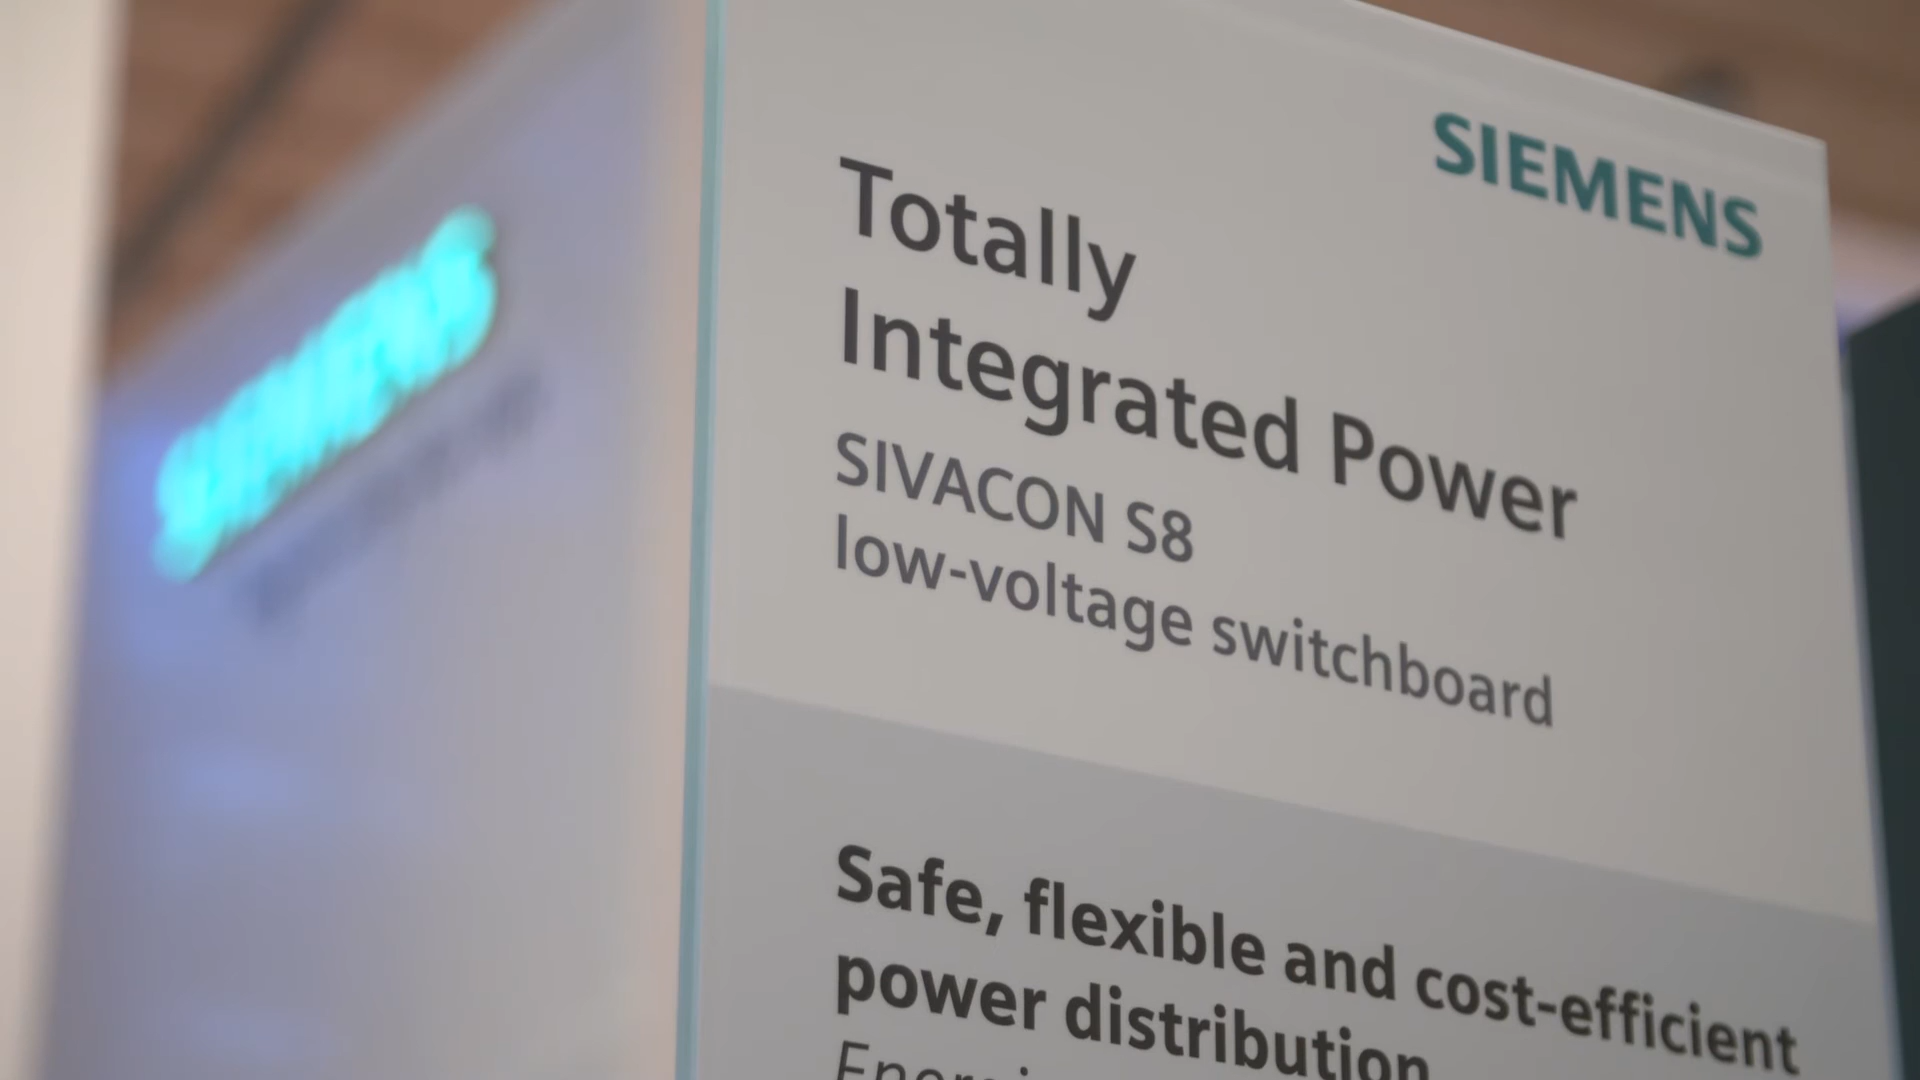 SIEMENS
Totally
Integrated Power
SIVACON S8
low-voltage switchboard
Safe, flexible and cost-efficient
power distribution